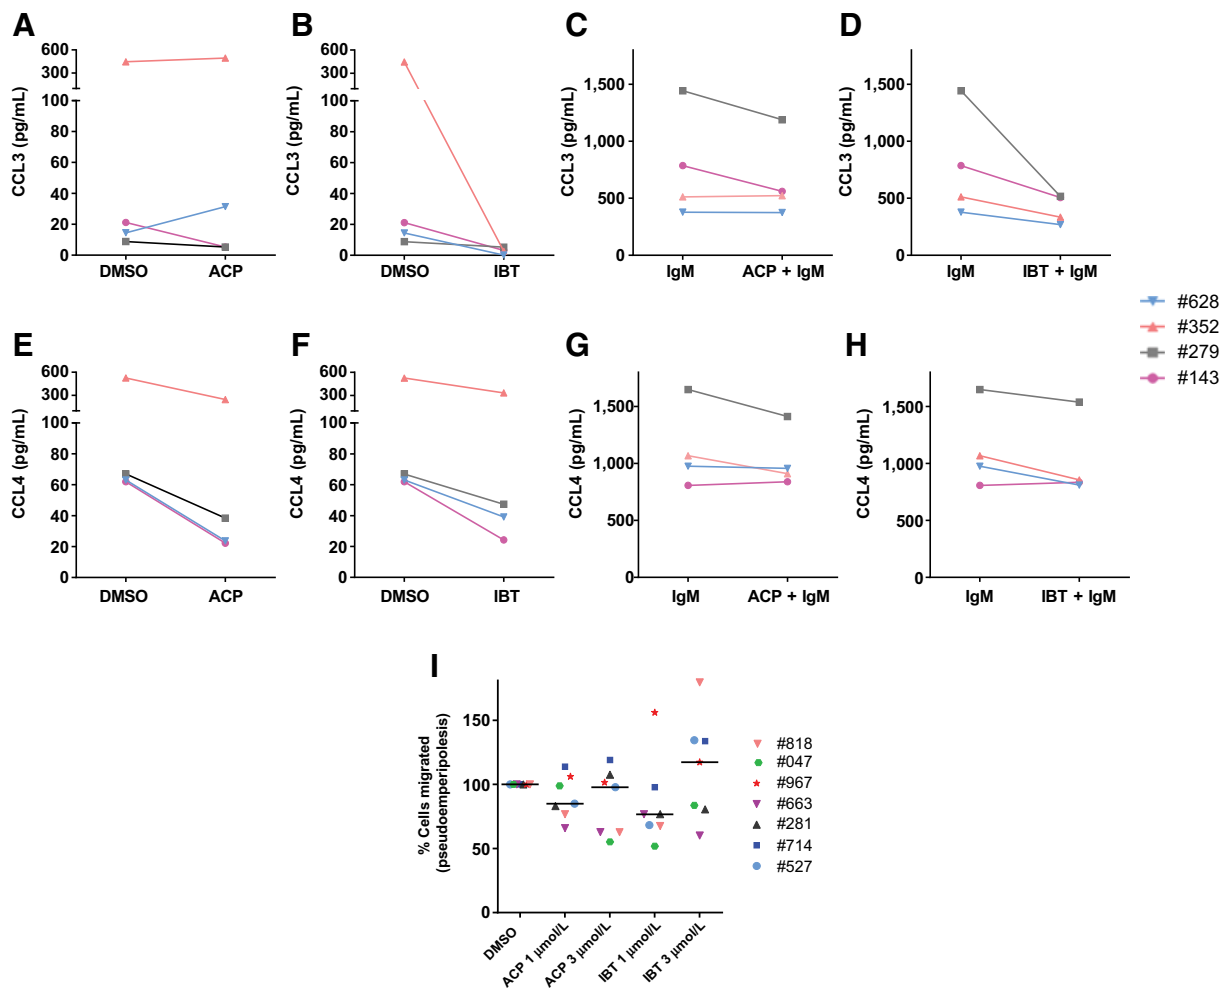 A
B
C
D
CCL3 (pg/mL)
600
300
100
80
60
40
20
0
DMSO
ACP
CCL3 (pg/mL)
600
300
100
80
60
40
20
0
DMSO
IBT
CCL3 (pg/mL)
1,500
1,000
500
0
IgM
ACP + IgM
CCL3 (pg/mL)
1,500
1,000
500
0
IgM
IBT + IgM
#628
#352
#279
#143
E
F
G
H
CCL4 (pg/mL)
600
300
100
80
60
40
20
0
DMSO
ACP
CCL4 (pg/mL)
600
300
100
80
60
40
20
0
DMSO
IBT
CCL4 (pg/mL)
1,500
1,000
500
0
IgM
ACP + IgM
CCL4 (pg/mL)
1,500
1,000
500
0
IgM
IBT + IgM
I
% Cells migrated
(pseudoemperipolesis)
150
100
50
0
DMSO
ACP 1 µmol/L
ACP 3 µmol/L
IBT 1 µmol/L
IBT 3 µmol/L
#818
#047
#967
#663
#281
#714
#527